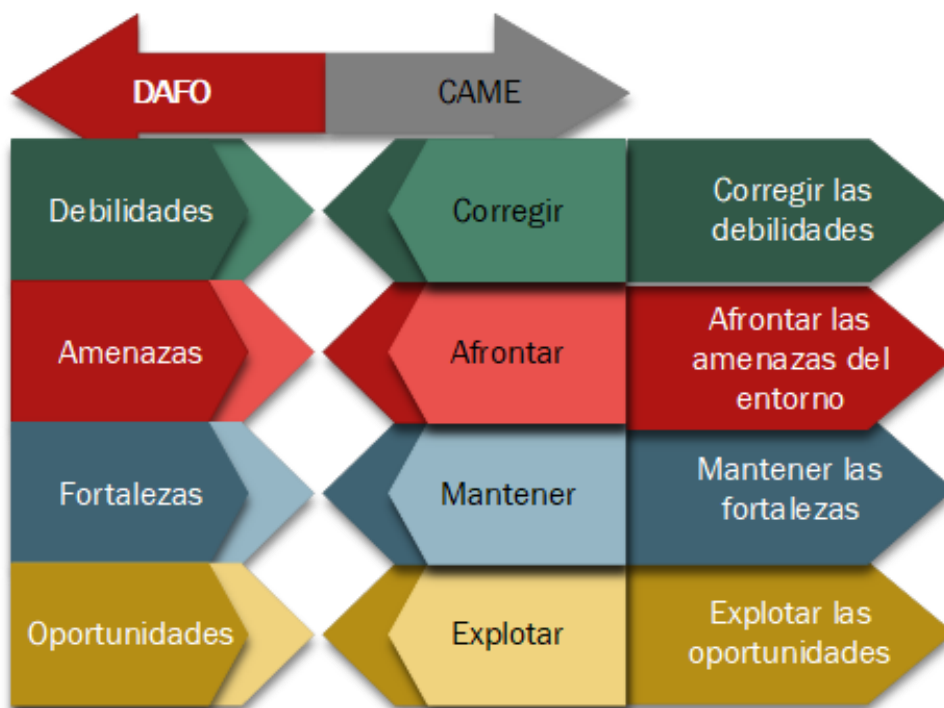 DAFO
CAME
Debilidades
Corregir
Corregir las
debilidades
Amenazas
Afrontar
Afrontar las
amenazas del
entorno
Fortalezas
Mantener
Mantener las
fortalezas
Oportunidades
Explotar
Explotar las
oportunidades